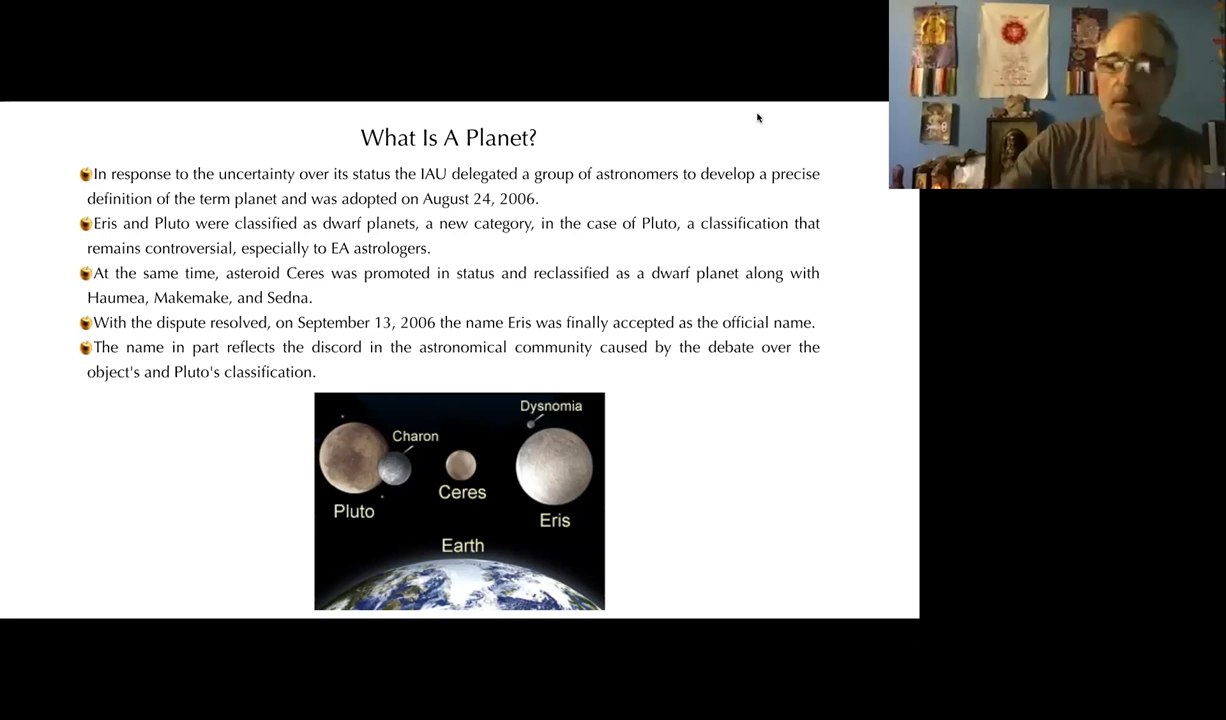 What Is A Planet?
In response to the uncertainty over its status the IAU delegated a group of astronomers to develop a precise
definition of the term planet and was adopted on August 24, 2006.
Eris and Pluto were classified as dwarf planets, a new category, in the case of Pluto, a classification that
remains controversial, especially to EA astrologers.
At the same time, asteroid Ceres was promoted in status and reclassified as a dwarf planet along with
Haumea, Makemake, and Sedna.
With the dispute resolved, on September 13, 2006 the name Eris was finally accepted as the official name.
The name in part reflects the discord in the astronomical community caused by the debate over the
object's and Pluto's classification.
Dysnomia
Charon
Ceres
Pluto
Eris
Earth